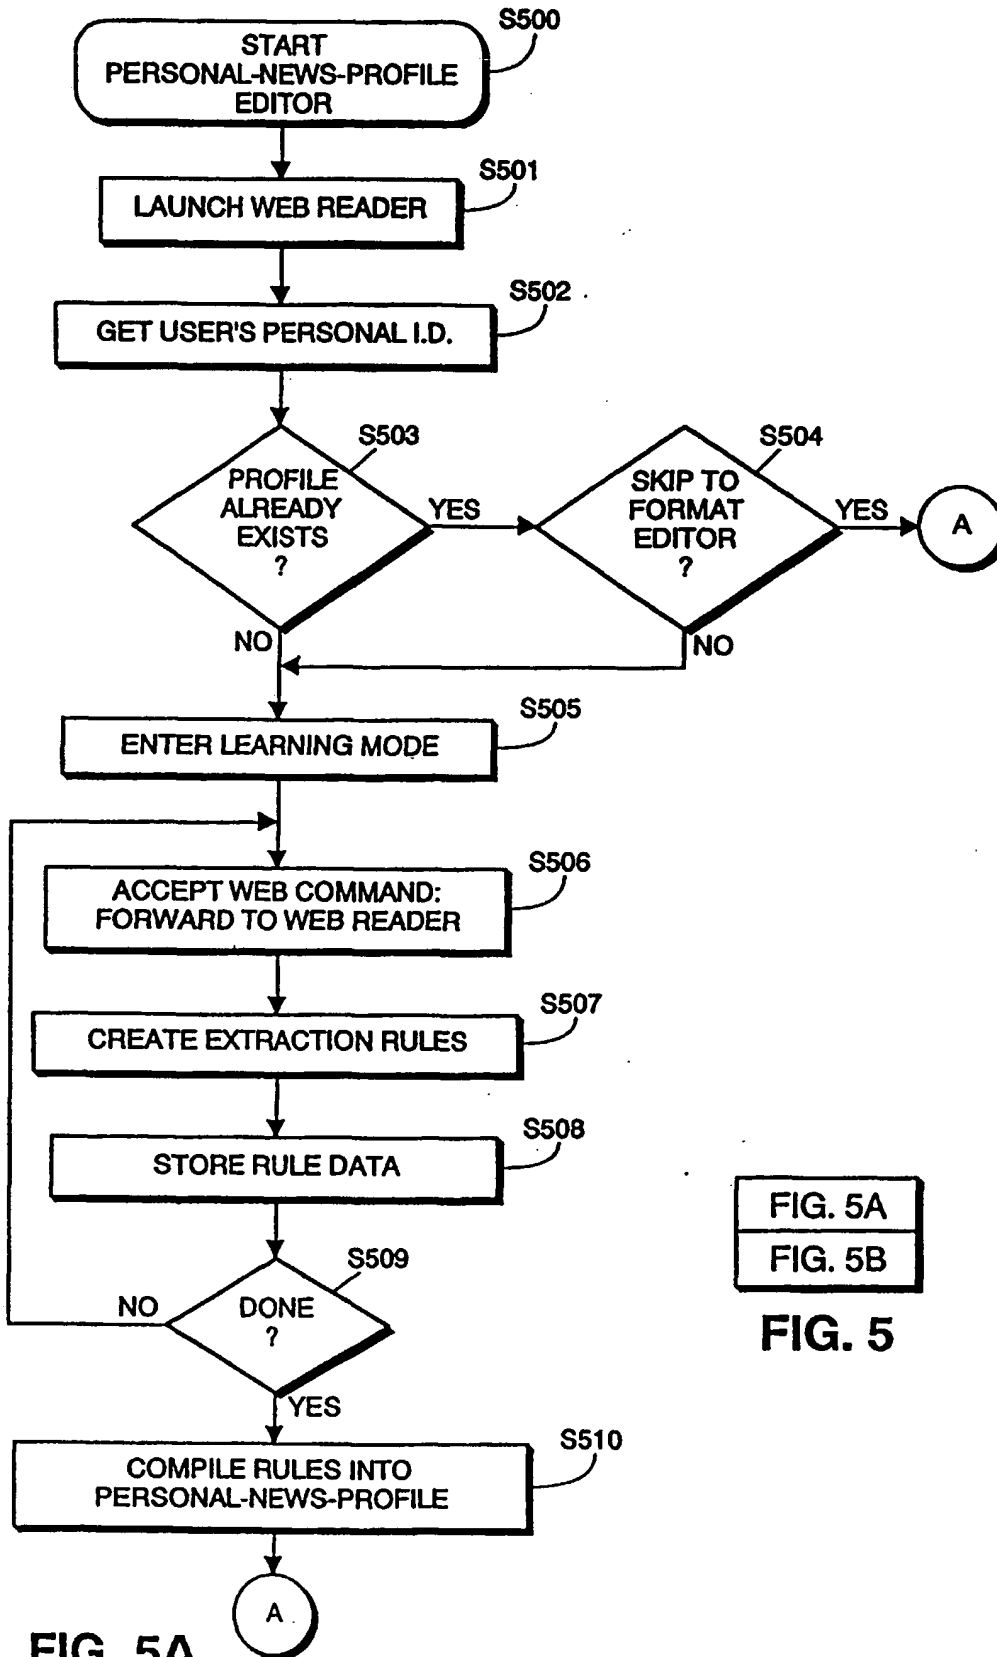 S500
START
PERSONAL-NEWS-PROFILE
EDITOR
S501
LAUNCH WEB READER
S502
GET USER'S PERSONAL I.D.
S503
PROFILE
ALREADY
EXISTS
?
YES
NO
S504
SKIP TO
FORMAT
EDITOR
?
YES
NO
A
S505
ENTER LEARNING MODE
S506
ACCEPT WEB COMMAND:
FORWARD TO WEB READER
S507
CREATE EXTRACTION RULES
S508
STORE RULE DATA
S509
DONE
?
NO
YES
S510
COMPILE RULES INTO
PERSONAL-NEWS-PROFILE
A
FIG. 5A
FIG. 5B
FIG. 5
FIG. 5A